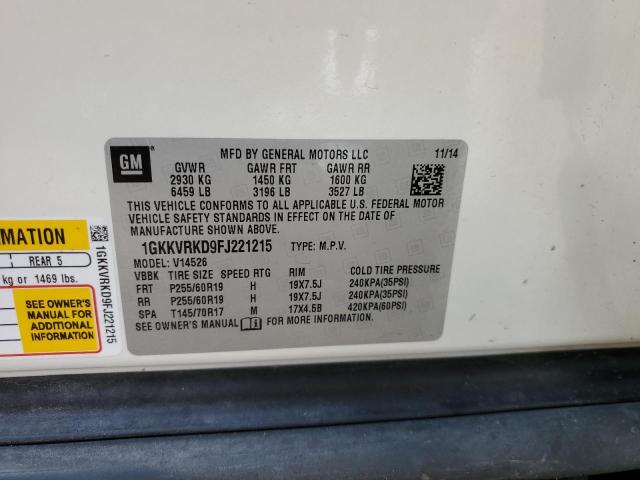 GM
MFD BY GENERAL MOTORS LLC 11/14
GVWR GAWR FRT GAWR RR
2930 KG 1450 KG 1600 KG
6459 LB 3196 LB 3527 LB
THIS VEHICLE CONFORMS TO ALL APPLICABLE U.S. FEDERAL MOTOR
VEHICLE SAFETY STANDARDS IN EFFECT ON THE DATE OF
MANUFACTURE SHOWN ABOVE.
1GKKVRKD9FJ221215 TYPE: M.P.V.
MODEL: V14526
VBBK TIRE SIZE SPEED RTG RIM COLD TIRE PRESSURE
FRT P255/60R19 H 19X7.5J 240KPA(35PSI)
RR P255/60R19 H 19X7.5J 240KPA(35PSI)
SPA T145/70R17 M 17X4.5B 420KPA(60PSI)
SEE OWNER'S MANUAL FOR MORE INFORMATION.
RMATION
REAR 5
kg or 1469 lbs.
SEE OWNER'S
MANUAL FOR
ADDITIONAL
INFORMATION
1GKKVRKD9FJ221215